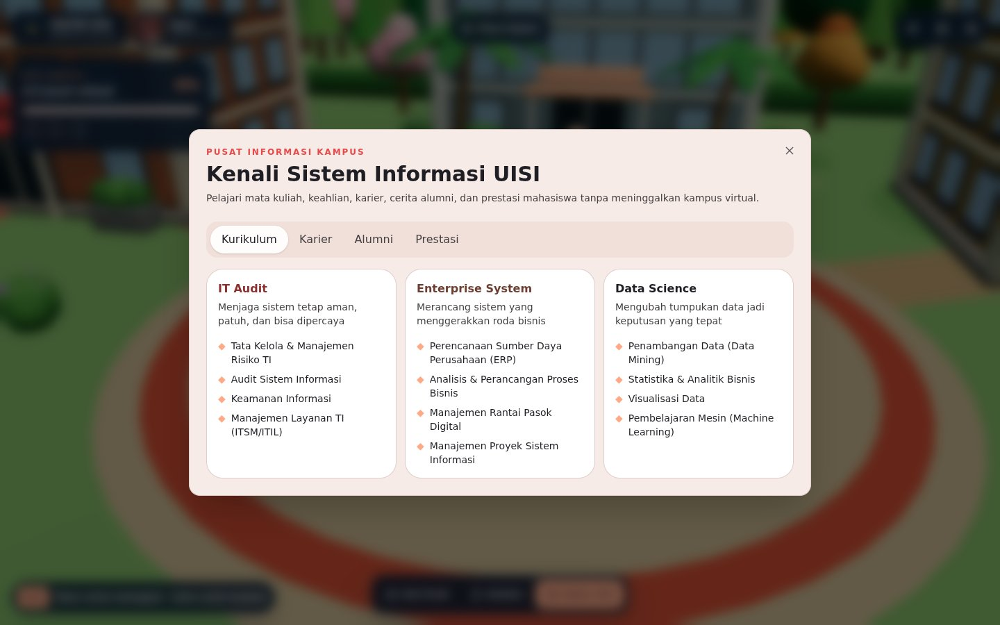 PUSAT INFORMASI KAMPUS
Kenali Sistem Informasi UISI
Pelajari mata kuliah, keahlian, karier, cerita alumni, dan prestasi mahasiswa tanpa meninggalkan kampus virtual.
Kurikulum
Karier
Alumni
Prestasi
IT Audit
Menjaga sistem tetap aman,
patuh, dan bisa dipercaya
Tata Kelola & Manajemen
Risiko TI
Audit Sistem Informasi
Keamanan Informasi
Manajemen Layanan TI
(ITSM/ITIL)
Enterprise System
Merancang sistem yang
menggerakkan roda bisnis
Perencanaan Sumber Daya
Perusahaan (ERP)
Analisis & Perancangan Proses
Bisnis
Manajemen Rantai Pasok
Digital
Manajemen Proyek Sistem
Informasi
Data Science
Mengubah tumpukan data jadi
keputusan yang tepat
Penambangan Data (Data
Mining)
Statistika & Analitik Bisnis
Visualisasi Data
Pembelajaran Mesin (Machine
Learning)